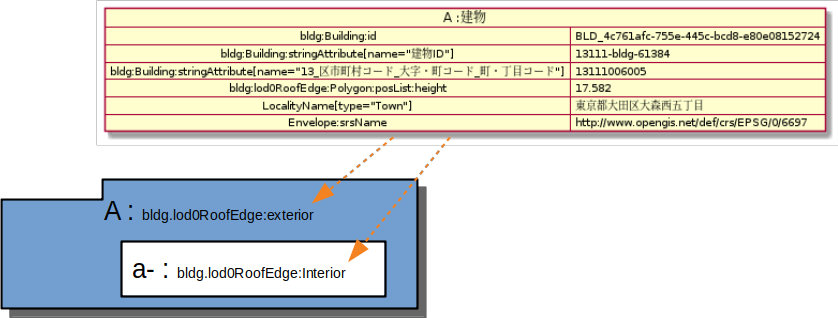 A :建物
bldg:Building:id BLD_4c761afc-755e-445c-bcd8-e80e08152724
bldg:Building:stringAttribute[name="建物ID"] 13111-bldg-61384
bldg:Building:stringAttribute[name="13_区市町村コード_大字・町コード_町・丁目コード"] 13111006005
bldg:lod0RoofEdge:Polygon:posList:height 17.582
LocalityName[type="Town"] 東京都大田区大森西五丁目
Envelope:srsName http://www.opengis.net/def/crs/EPSG/0/6697
A : bldg.lod0RoofEdge:exterior
a- : bldg.lod0RoofEdge:Interior